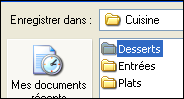 Enregistrer dans : Cuisine
Desserts
Entrées
Plats
Mes documents
récents